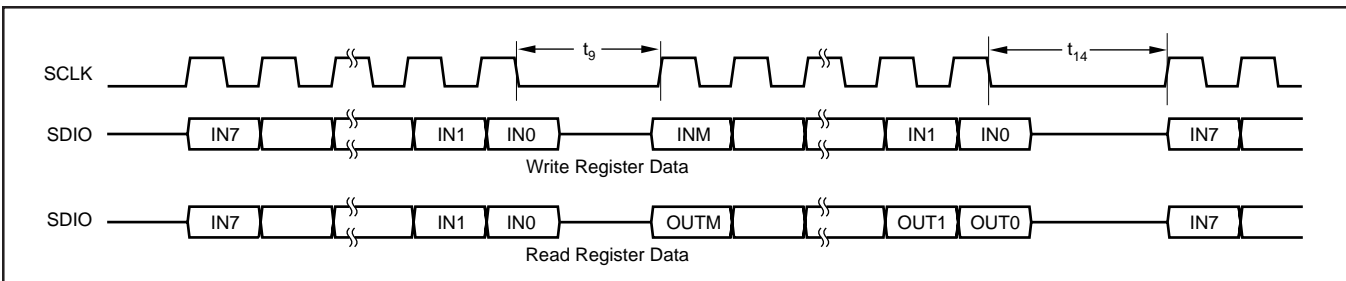 t9 t14
SCLK
SDIO IN7 IN1 IN0 INM IN1 IN0 IN7
Write Register Data
SDIO IN7 IN1 IN0 OUTM OUT1 OUT0 IN7
Read Register Data